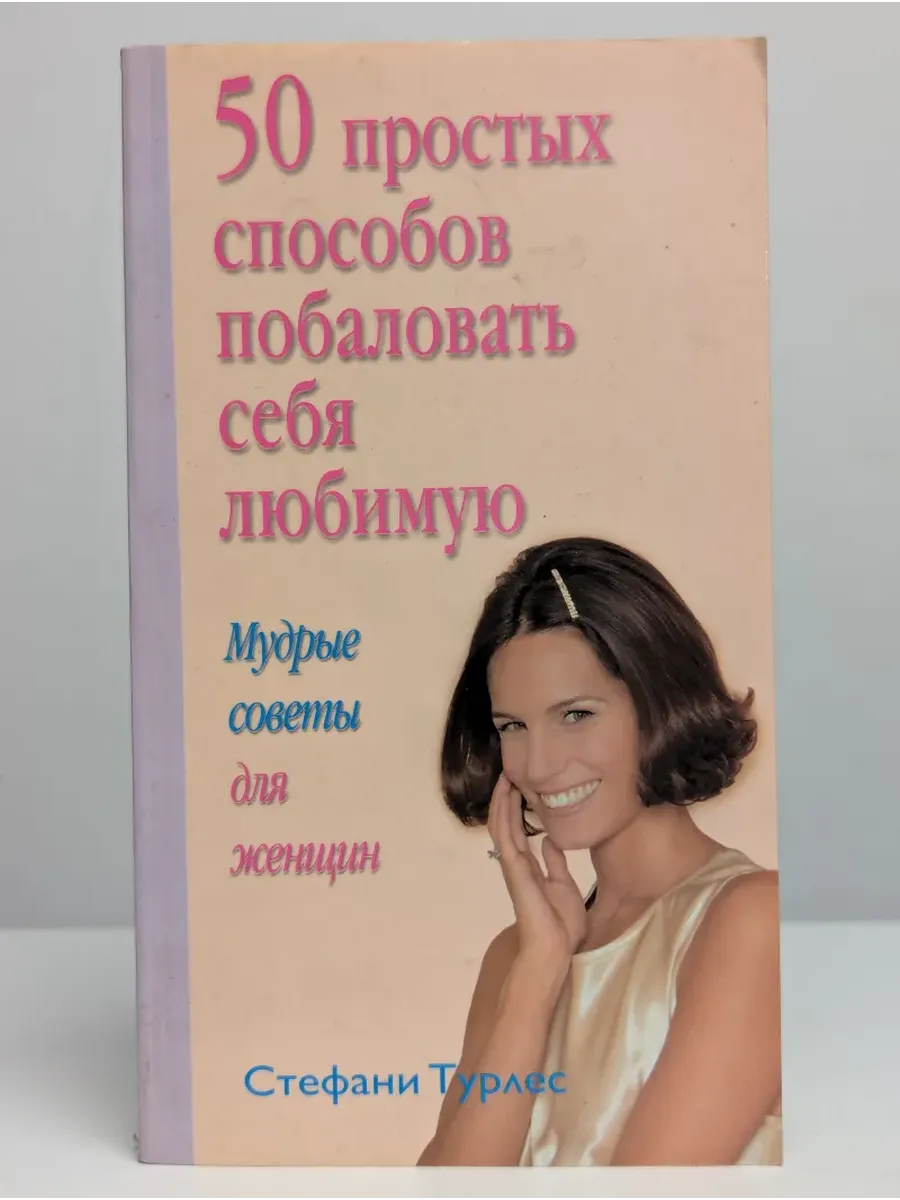 50 простых
способов
побаловать
себя
любимую
Мудрые
советы
для
женщин
Стефани Турлес